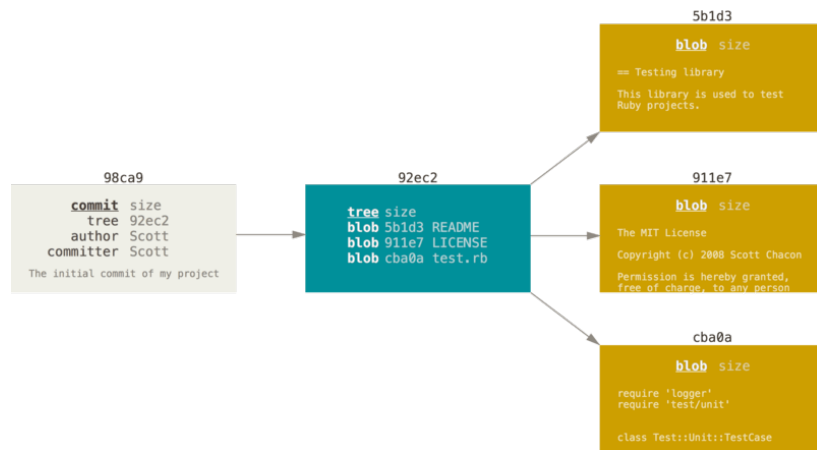 98ca9
commit size
tree 92ec2
author Scott
committer Scott
The initial commit of my project
92ec2
tree size
blob 5b1d3 README
blob 911e7 LICENSE
blob cba0a test.rb
5b1d3
blob size
== Testing library
This library is used to test
Ruby projects.
911e7
blob size
The MIT License
Copyright (c) 2008 Scott Chacon
Permission is hereby granted,
free of charge, to any person
cba0a
blob size
require 'logger'
require 'test/unit'
class Test::Unit::TestCase